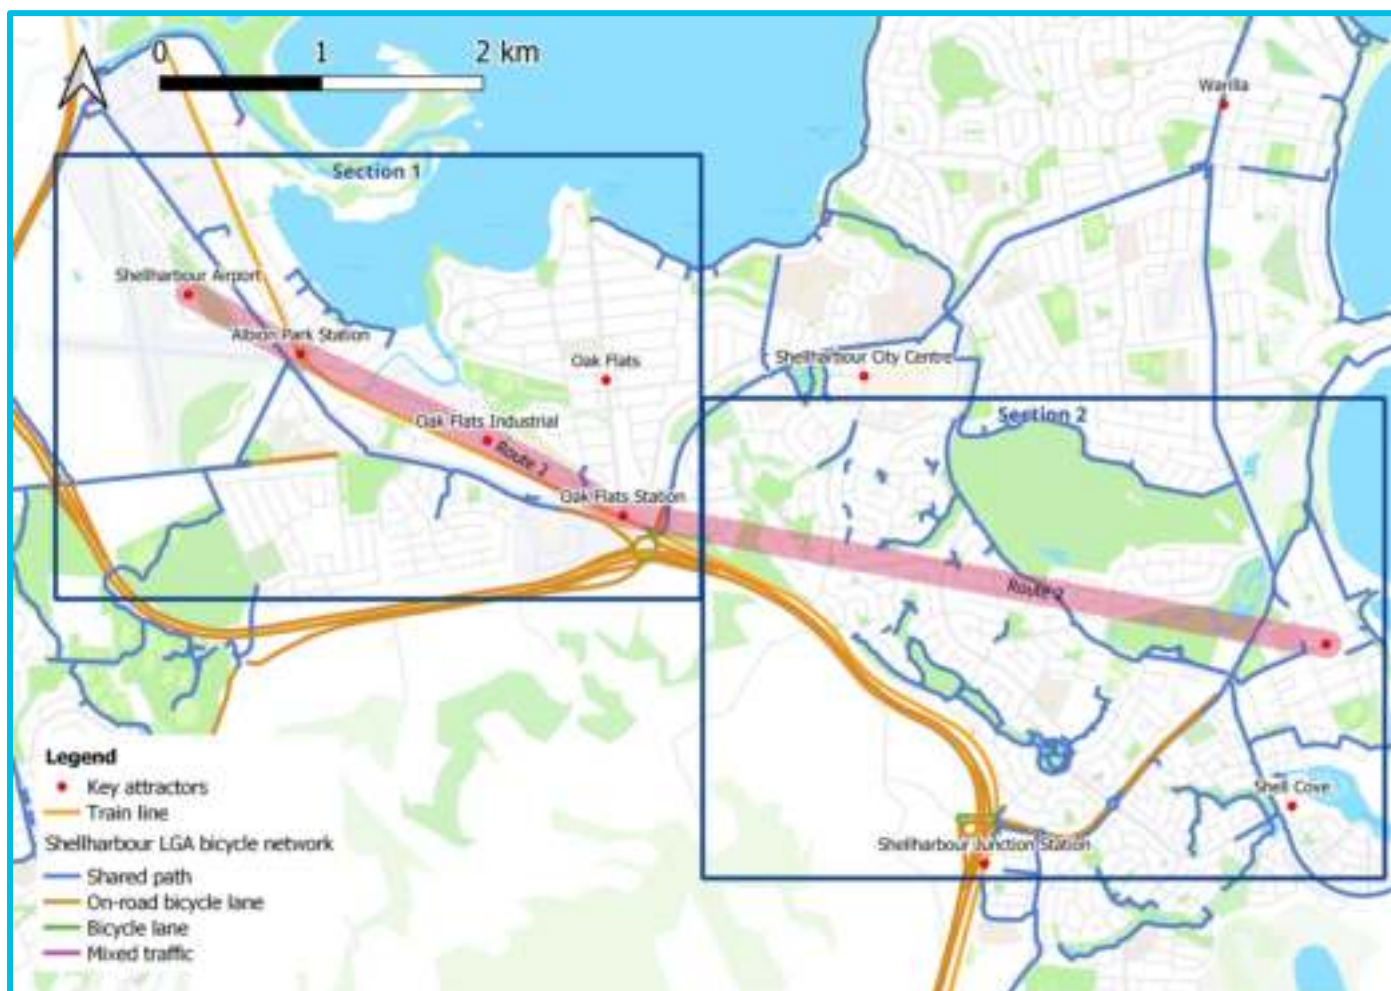 0 1 2 km
Warilla
Section 1
Shellharbour Airport
Albion Park Station
Oak Flats
Shellharbour City Centre
Section 2
Oak Flats Industrial
Route 1
Oak Flats Station
Route 2
Shell Cove
Shellharbour Junction Station
Legend
Key attractors
Train line
Shellharbour LGA bicycle network
Shared path
On-road bicycle lane
Bicycle lane
Mixed traffic